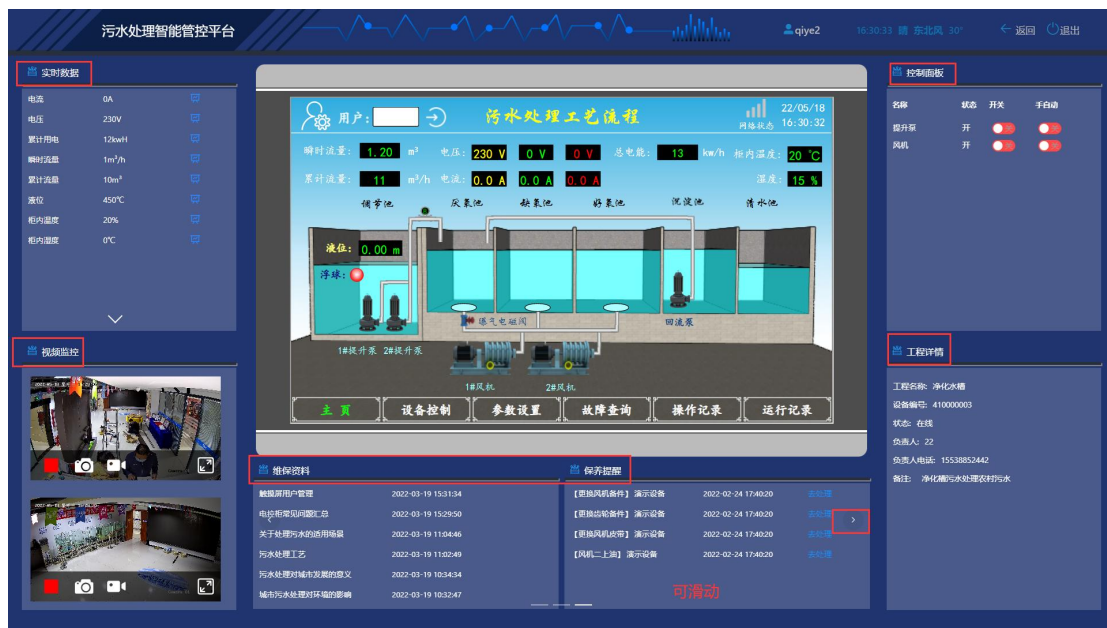 污水处理智能管控平台
qiye2
16:30:33 晴 东北风 30°
返回
退出
实时数据
电流 0A
电压 230V
累计用电 12kwH
瞬时流量 1m³/h
累计流量 10m³
液位 450℃
柜内湿度 20%
柜内温度 0℃
视频监控
用户:
污水处理工艺流程
网络状态
22/05/18
16:30:32
瞬时流量: 1.20 m³ 电压: 230 V 0 V 0 V 总电能: 13 kw/h 柜内温度: 20 ℃
累计流量: 11 m³/h 电流: 0.0 A 0.0 A 0.0 A 湿度: 15 %
调节池 厌氧池 缺氧池 好氧池 沉淀池 清水池
液位: 0.00 m
浮球:
曝气电磁阀
回流泵
1#提升泵 2#提升泵
1#风机 2#风机
主页 设备控制 参数设置 故障查询 操作记录 运行记录
维保资料
触摸屏用户管理 2022-03-19 15:31:34
电控柜常见问题汇总 2022-03-19 15:29:50
关于处理污水的适用场景 2022-03-19 11:04:46
污水处理工艺 2022-03-19 11:02:49
污水处理对城市发展的意义 2022-03-19 10:34:34
城市污水处理对环境的影响 2022-03-19 10:32:47
保养提醒
【更换风机备件】演示设备 2022-02-24 17:40:20 去处理
【更换齿轮备件】演示设备 2022-02-24 17:40:20 去处理
【更换风机皮带】演示设备 2022-02-24 17:40:20 去处理
【风机二上油】演示设备 2022-02-24 17:40:20 去处理
可滑动
控制面板
名称 状态 开关 手自动
提升泵 开
风机 开
工程详情
工程名称: 净化水槽
设备编号: 410000003
状态: 在线
负责人: 22
负责人电话: 15538852442
备注: 净化槽污水处理农村污水